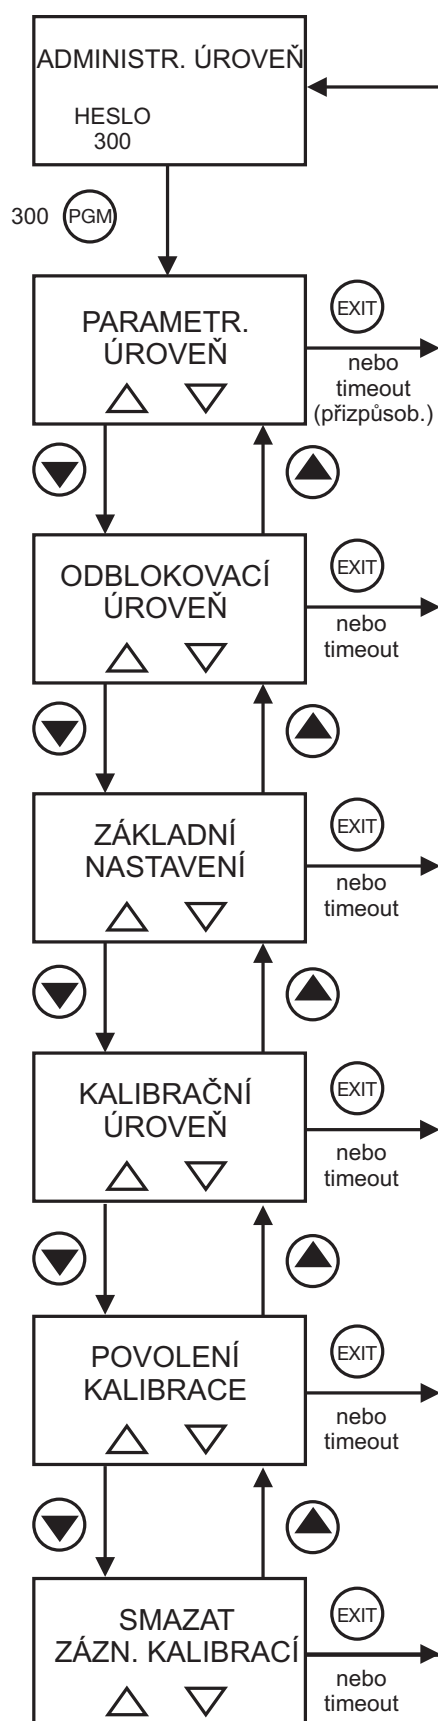 ADMINISTR. ÚROVEŇ
HESLO
300
300 PGM
PARAMETR.
ÚROVEŇ
EXIT
nebo
timeout
(přizpůsob.)
ODBLOKOVACÍ
ÚROVEŇ
EXIT
nebo
timeout
ZÁKLADNÍ
NASTAVENÍ
EXIT
nebo
timeout
KALIBRAČNÍ
ÚROVEŇ
EXIT
nebo
timeout
POVOLENÍ
KALIBRACE
EXIT
nebo
timeout
SMAZAT
ZÁZN. KALIBRACÍ
EXIT
nebo
timeout